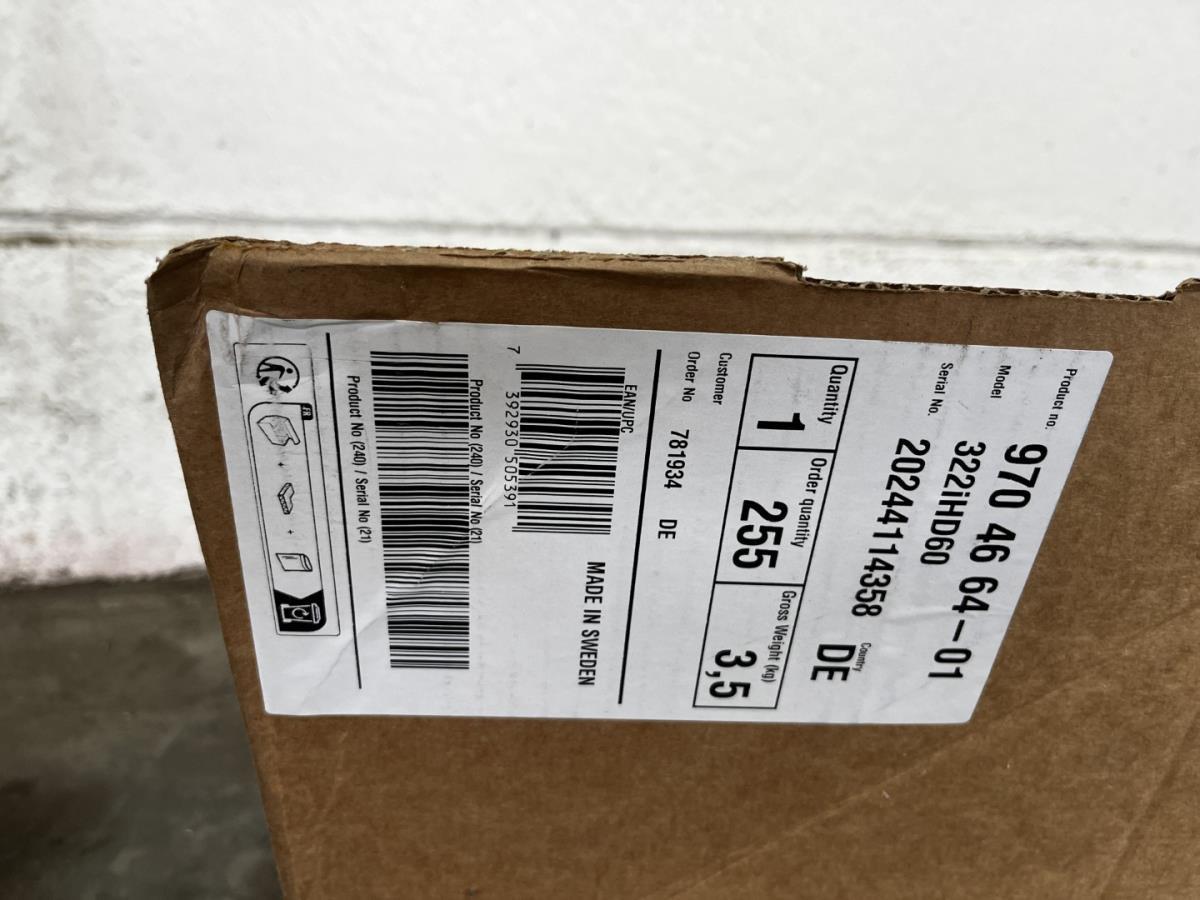 Product no. 970 46 64-01
Model 322iHD60
Serial No. 20244114358 Country DE
Quantity Order quantity Gross Weight (kg)
1 255 3,5
Customer
Order No 781934 DE
EAN/UPC
7 392930 505391
MADE IN SWEDEN
Product No (240) / Serial No (21)
Product No (240) / Serial No (21)
FR
+ +